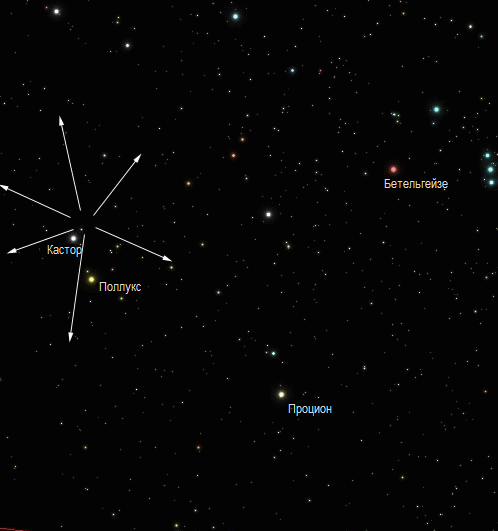 Бетельгейзе
Кастор
Поллукс
Процион